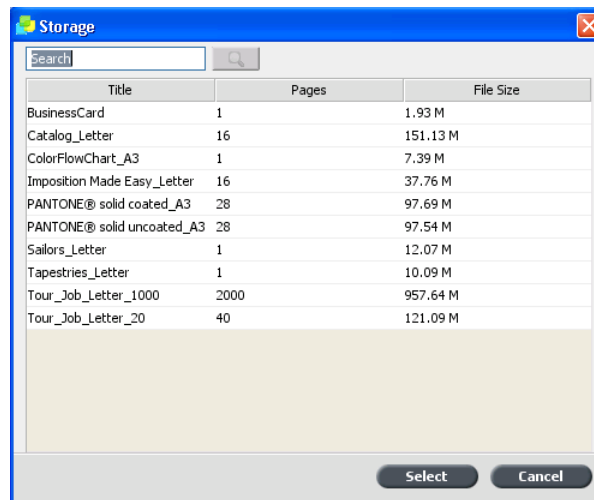 Storage
Search
Title Pages File Size
BusinessCard 1 1.93 M
Catalog_Letter 16 151.13 M
ColorFlowChart_A3 1 7.39 M
Imposition Made Easy_Letter 16 37.76 M
PANTONE® solid coated_A3 28 97.69 M
PANTONE® solid uncoated_A3 28 97.54 M
Sailors_Letter 1 12.07 M
Tapestries_Letter 1 10.09 M
Tour_Job_Letter_1000 2000 957.64 M
Tour_Job_Letter_20 40 121.09 M
Select Cancel